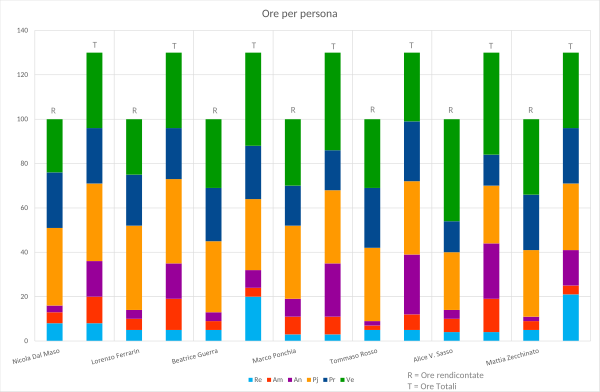 Ore per persona
140
120
100
80
60
40
20
0
R
T
R
T
R
T
R
T
R
T
R
T
R
T
Nicola Dal Maso
Lorenzo Ferrarin
Beatrice Guerra
Marco Ponchia
Tommaso Rosso
Alice V. Sasso
Mattia Zecchinato
Re Am An Pj Pr Ve
R = Ore rendicontate
T = Ore Totali